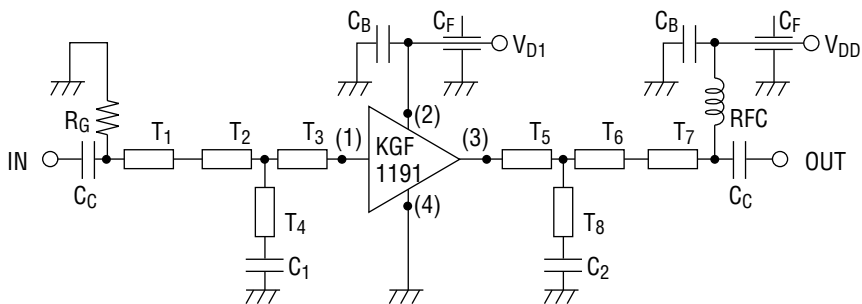 C_B
C_F
V_D1
C_B
C_F
V_DD
R_G
T_1
T_2
T_3
(1)
(2)
KGF
1191
(3)
(4)
T_5
T_6
T_7
RFC
IN
C_C
T_4
C_1
T_8
C_2
C_C
OUT